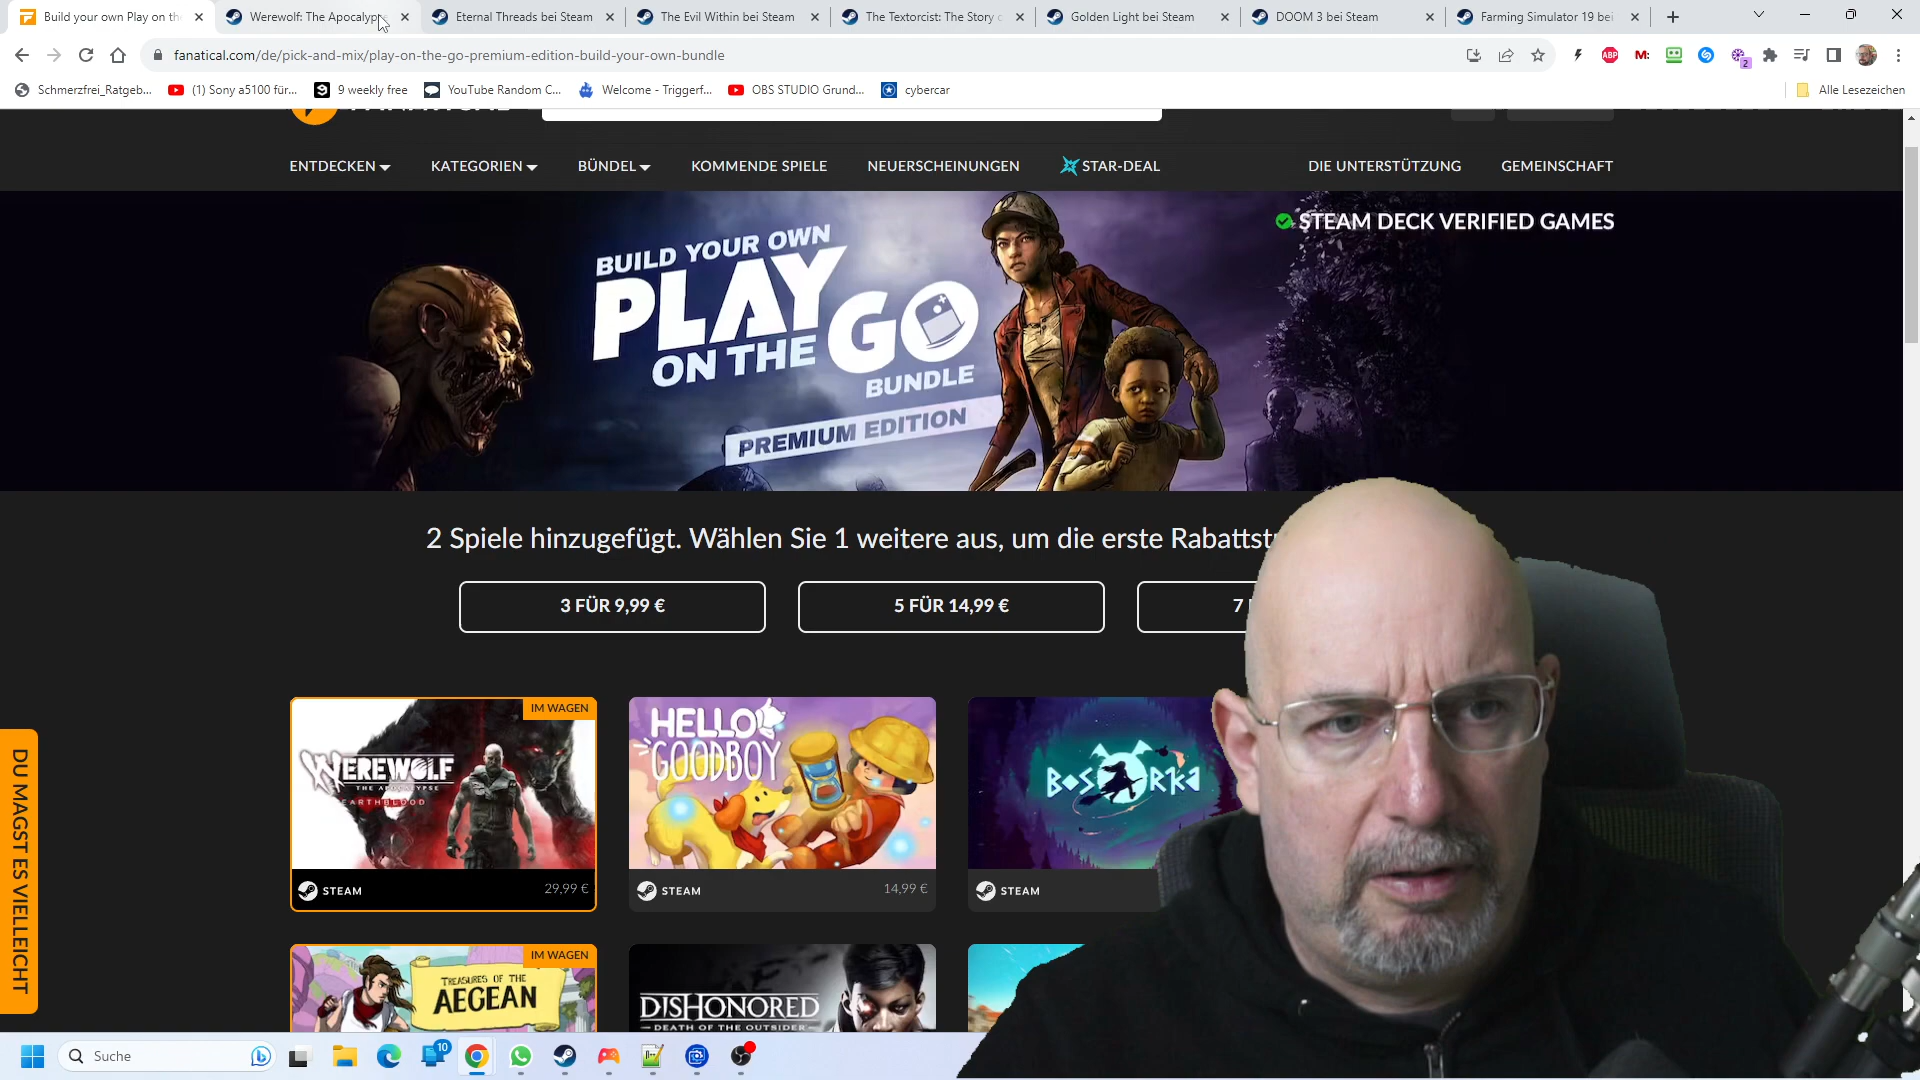 Build your own Play on th
Werewolf: The Apocalyp
Eternal Threads bei Steam
The Evil Within bei Steam
The Textorcist: The Story o
Golden Light bei Steam
DOOM 3 bei Steam
Farming Simulator 19 bei
fanatical.com/de/pick-and-mix/play-on-the-go-premium-edition-build-your-own-bundle
ABP
M:
2
Schmerzfrei_Ratgeb...
(1) Sony a5100 für...
9 weekly free
YouTube Random C...
Welcome - Triggerf...
OBS STUDIO Grund...
cybercar
Alle Lesezeichen
ENTDECKEN
KATEGORIEN
BÜNDEL
KOMMENDE SPIELE
NEUERSCHEINUNGEN
STAR-DEAL
DIE UNTERSTÜTZUNG
GEMEINSCHAFT
STEAM DECK VERIFIED GAMES
BUILD YOUR OWN
PLAY
ON THE GO
BUNDLE
PREMIUM EDITION
2 Spiele hinzugefügt. Wählen Sie 1 weitere aus, um die erste Rabattst
3 FÜR 9,99 €
5 FÜR 14,99 €
7
DU MAGST ES VIELLEICHT
IM WAGEN
WEREWOLF
THE APOCALYPSE
EARTHBLOOD
STEAM
29,99 €
HELLO
GOODBOY
STEAM
14,99 €
BOSORKA
STEAM
IM WAGEN
TREASURES OF THE
AEGEAN
DISHONORED
DEATH OF THE OUTSIDER
Suche
10